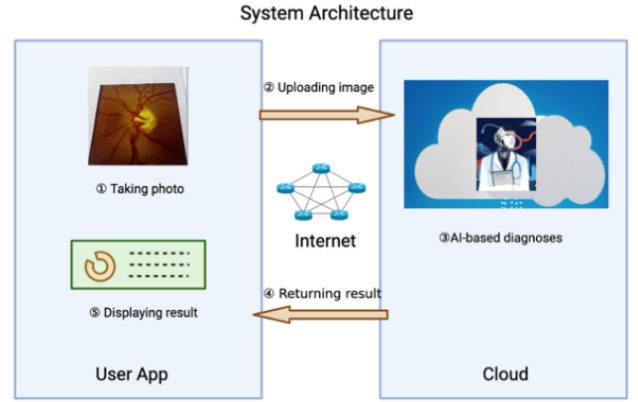 System Architecture
① Taking photo
② Uploading image
③AI-based diagnoses
Internet
④ Returning result
⑤ Displaying result
User App
Cloud